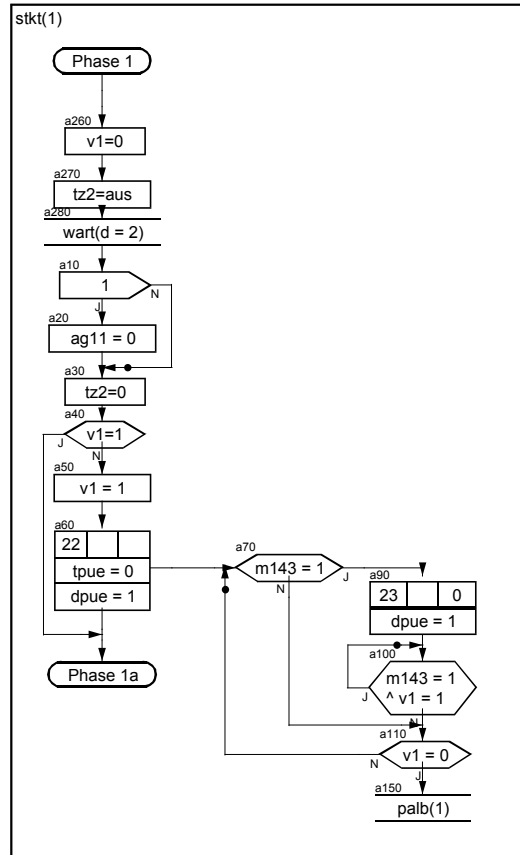 stkt(1)
Phase 1
a260
v1=0
a270
tz2=aus
a280
wart(d = 2)
a10
1
N
J
a20
ag11 = 0
a30
tz2=0
a40
v1=1
J
N
a50
v1 = 1
a60
22
tpue = 0
dpue = 1
Phase 1a
a70
m143 = 1
J
N
a90
23 0
dpue = 1
a100
m143 = 1
^ v1 = 1
J
N
a110
v1 = 0
N
J
a150
palb(1)